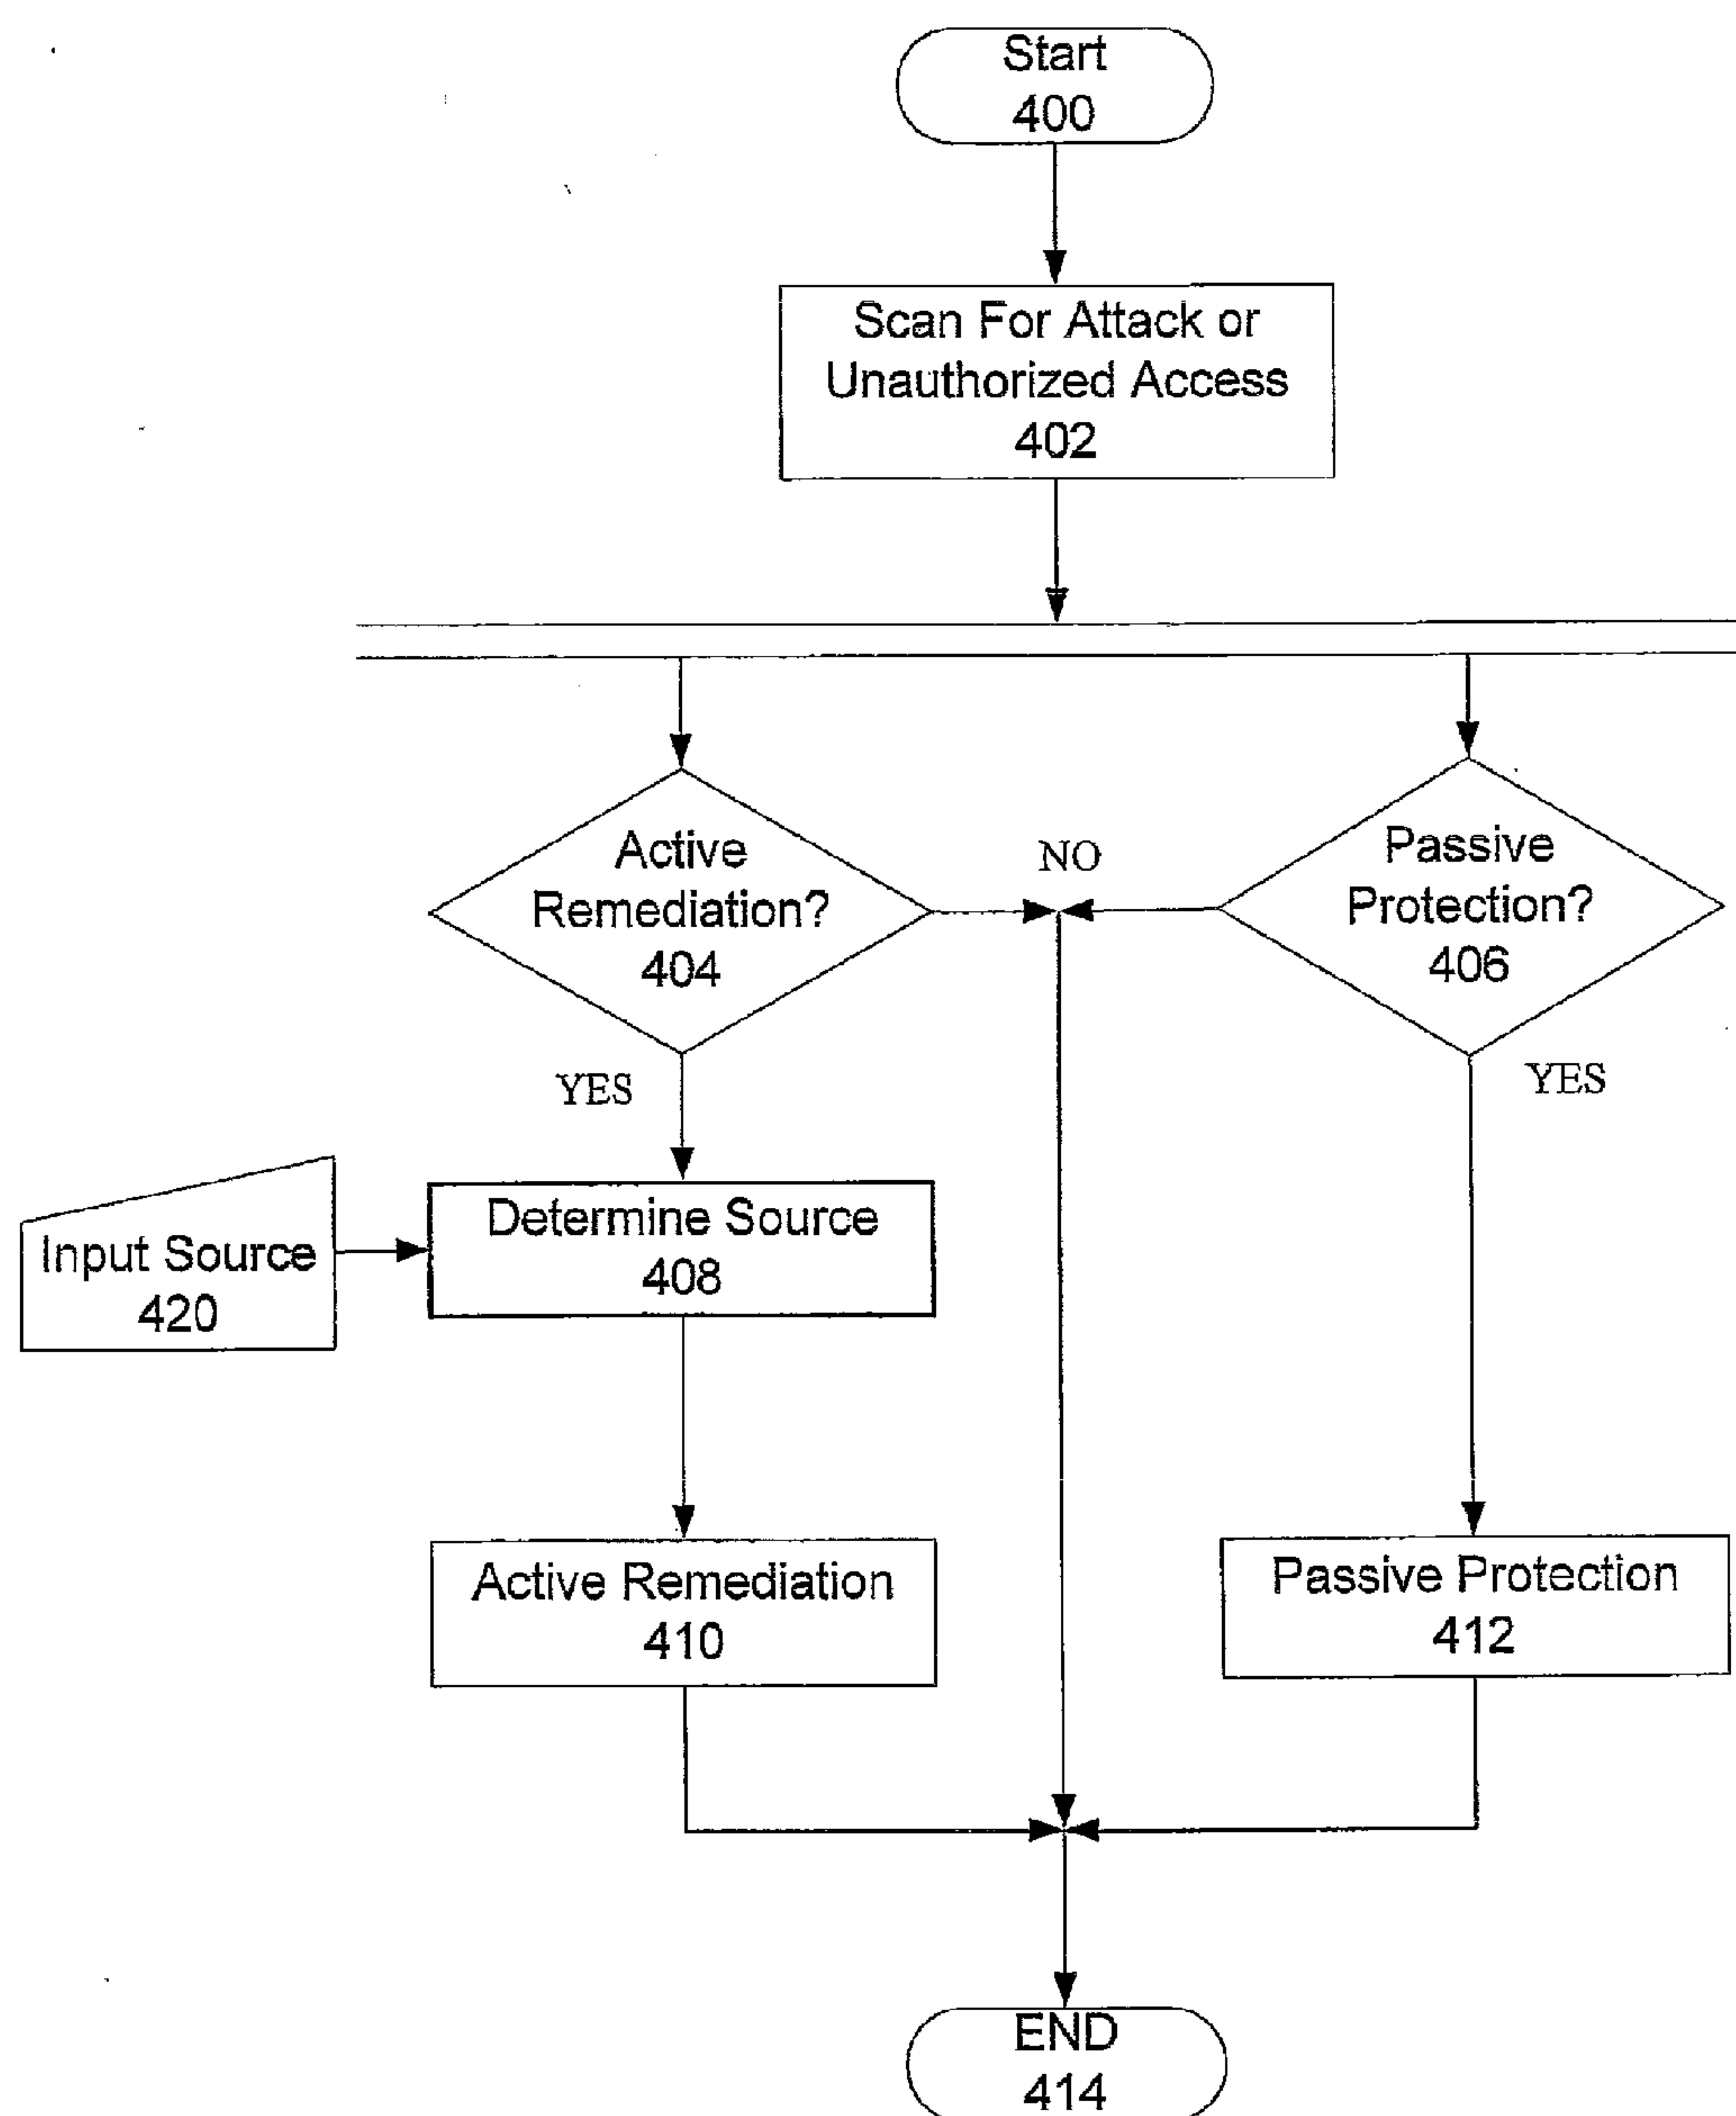 Start
400
Scan For Attack or
Unauthorized Access
402
Active
Remediation?
404
NO
Passive
Protection?
406
YES
YES
Input Source
420
Determine Source
408
Active Remediation
410
Passive Protection
412
END
414